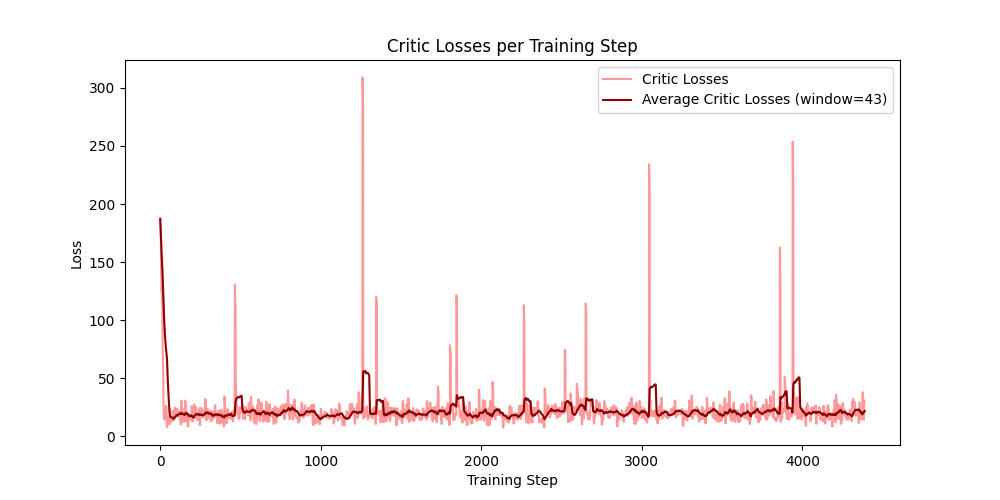 Critic Losses per Training Step
Critic Losses
Average Critic Losses (window=43)
Loss
300
250
200
150
100
50
0
0 1000 2000 3000 4000
Training Step